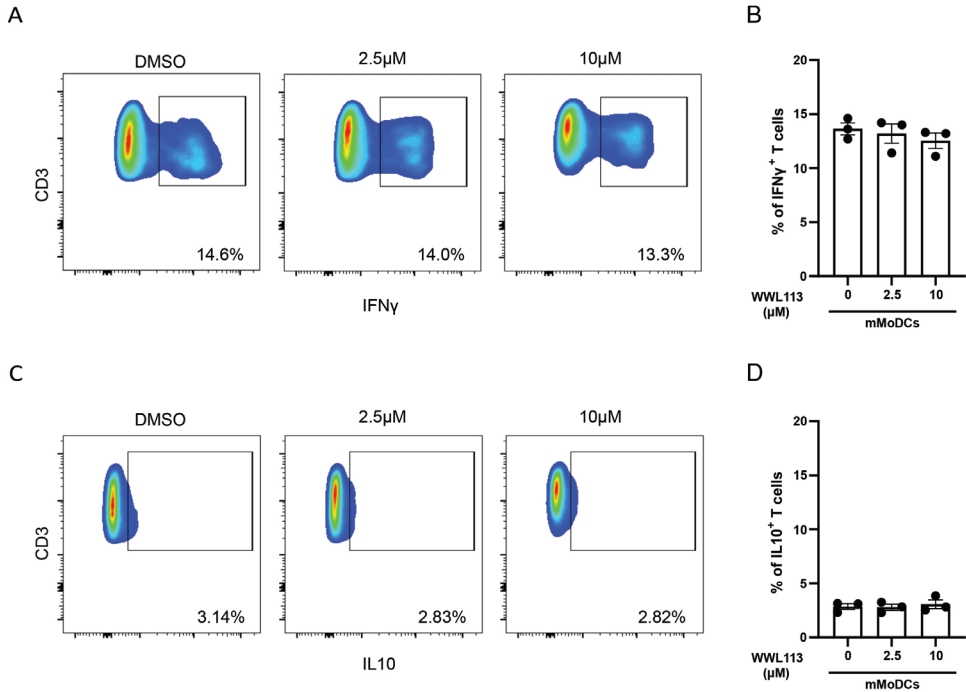 A
DMSO
2.5µM
10µM
CD3
14.6%
14.0%
13.3%
IFNγ
B
% of IFNγ+ T cells
20
15
10
5
0
WWL113
(µM)
0
2.5
10
mMoDCs
C
DMSO
2.5µM
10µM
CD3
3.14%
2.83%
2.82%
IL10
D
% of IL10+ T cells
20
15
10
5
0
WWL113
(µM)
0
2.5
10
mMoDCs